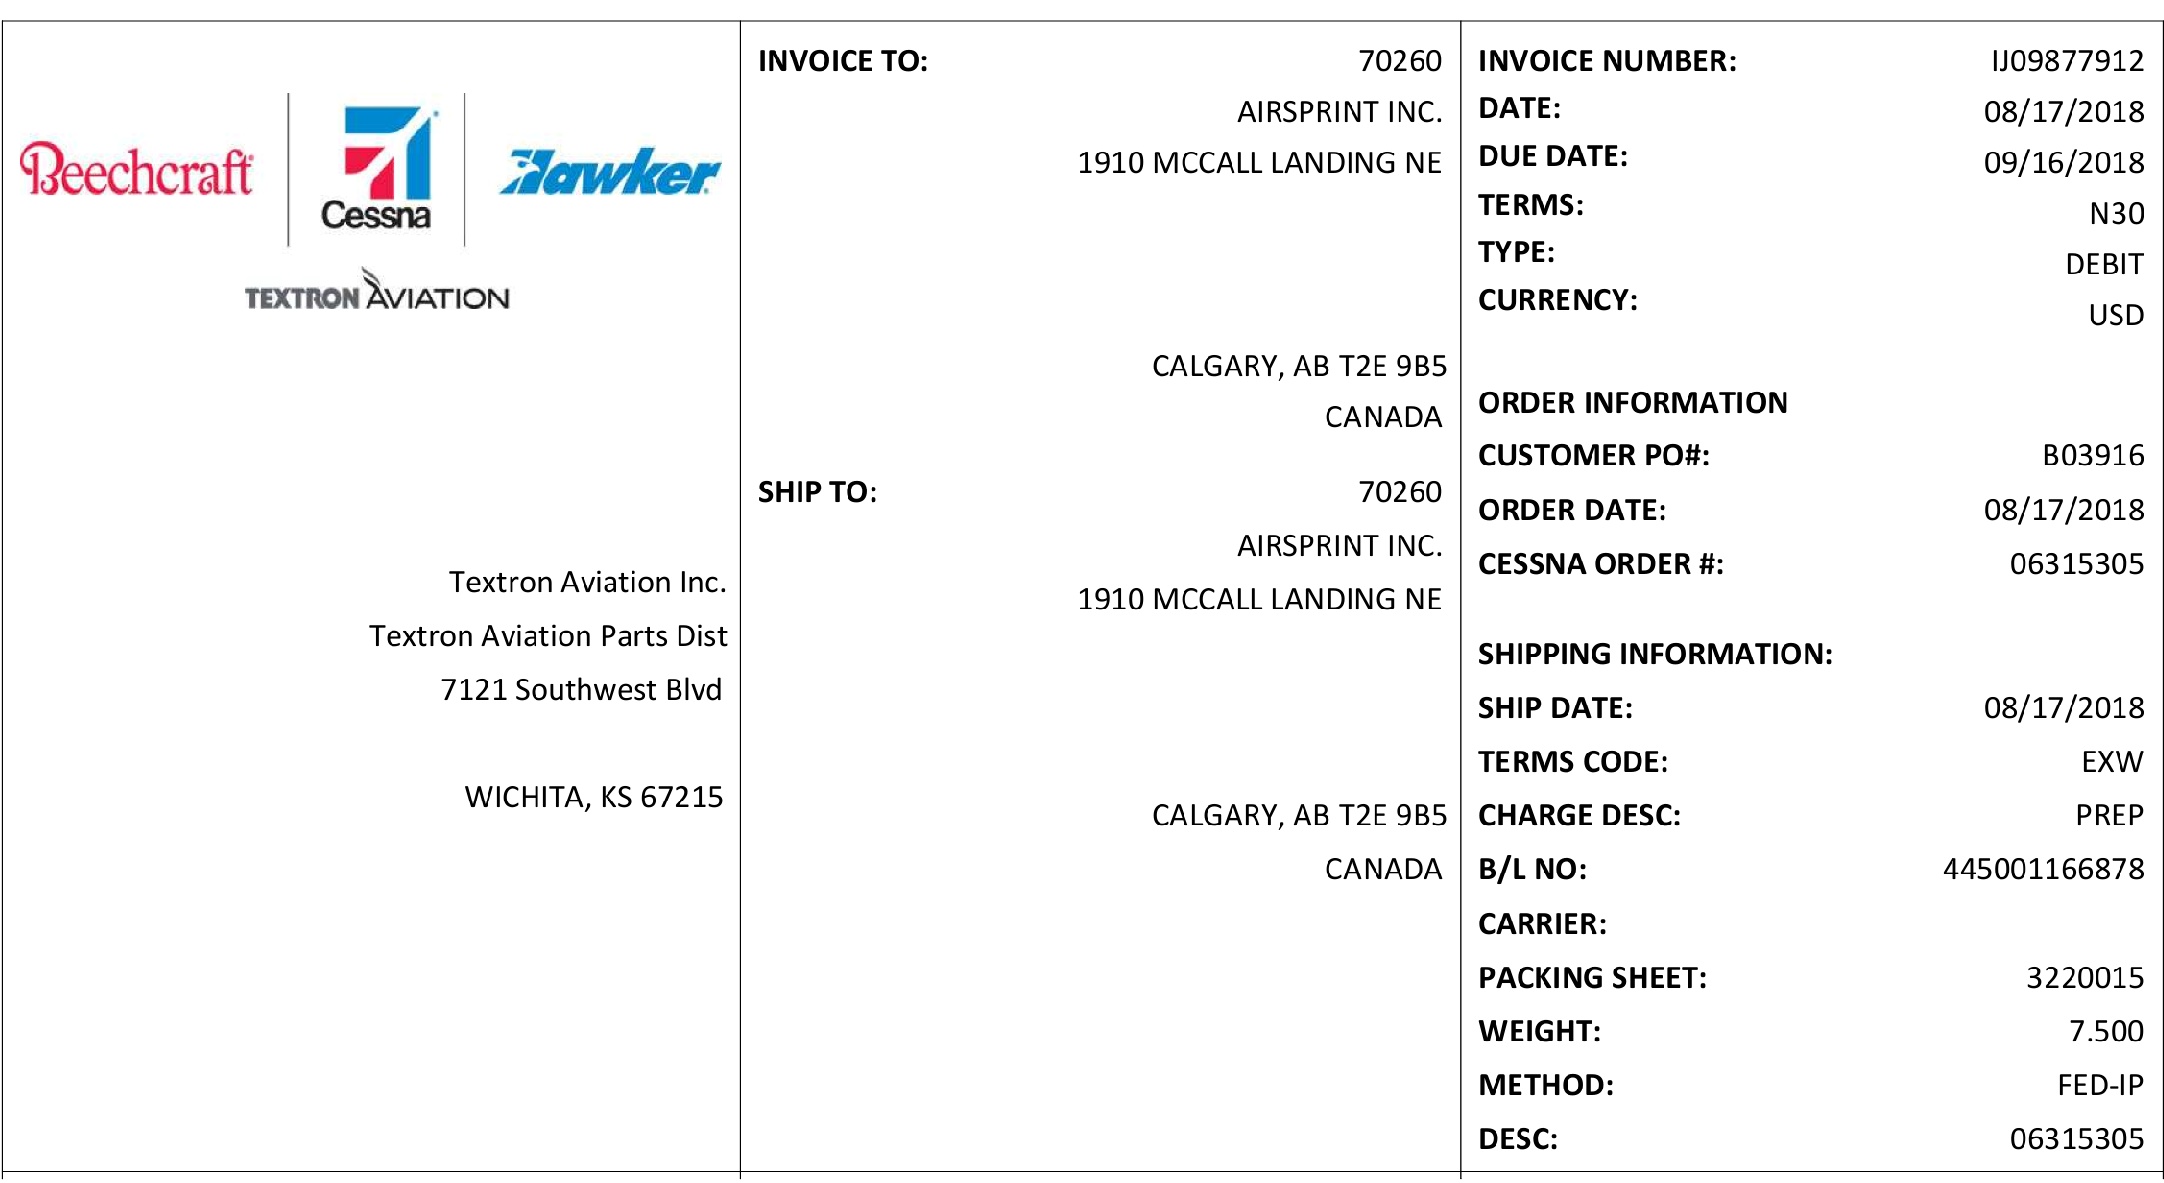 Beechcraft
Cessna
Hawker
TEXTRON AVIATION
Textron Aviation Inc.
Textron Aviation Parts Dist
7121 Southwest Blvd
WICHITA, KS 67215
INVOICE TO: 70260
AIRSPRINT INC.
1910 MCCALL LANDING NE
CALGARY, AB T2E 9B5
CANADA
SHIP TO: 70260
AIRSPRINT INC.
1910 MCCALL LANDING NE
CALGARY, AB T2E 9B5
CANADA
INVOICE NUMBER: IJ09877912
DATE: 08/17/2018
DUE DATE: 09/16/2018
TERMS: N30
TYPE: DEBIT
CURRENCY: USD
ORDER INFORMATION
CUSTOMER PO#: B03916
ORDER DATE: 08/17/2018
CESSNA ORDER #: 06315305
SHIPPING INFORMATION:
SHIP DATE: 08/17/2018
TERMS CODE: EXW
CHARGE DESC: PREP
B/L NO: 445001166878
CARRIER:
PACKING SHEET: 3220015
WEIGHT: 7.500
METHOD: FED-IP
DESC: 06315305